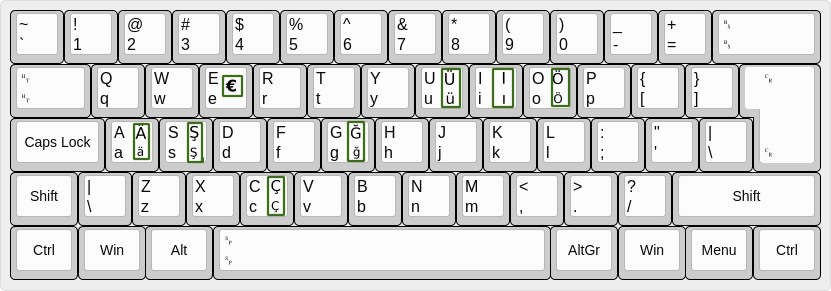 ~ ! @ # $ % ^ & * ( ) _ + ␈
` 1 2 3 4 5 6 7 8 9 0 - = ␈
␉ Q W E € R T Y U Ü I O Ö P { } ␍
␉ q w e r t y u ü i o ö p [ ]
Caps Lock A Ä S Ş D F G Ğ H J K L : " |
a ä s ş d f g ğ h j k l ; ' \ ␍
Shift | Z X C Ç V B N M < > ? Shift
\ z x c ç v b n m , . /
Ctrl Win Alt ␠ AltGr Win Menu Ctrl
␠